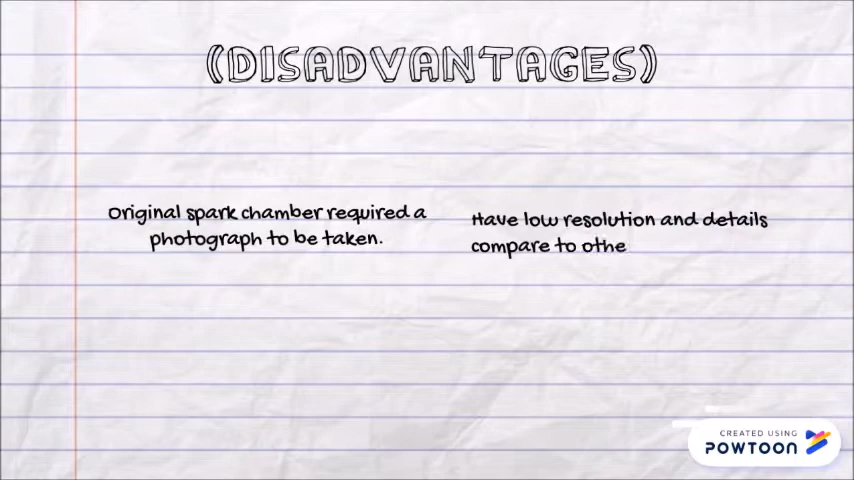 (DISADVANTAGES)
Original spark chamber required a
photograph to be taken.
Have low resolution and details
compare to othe
CREATED USING
POWTOON